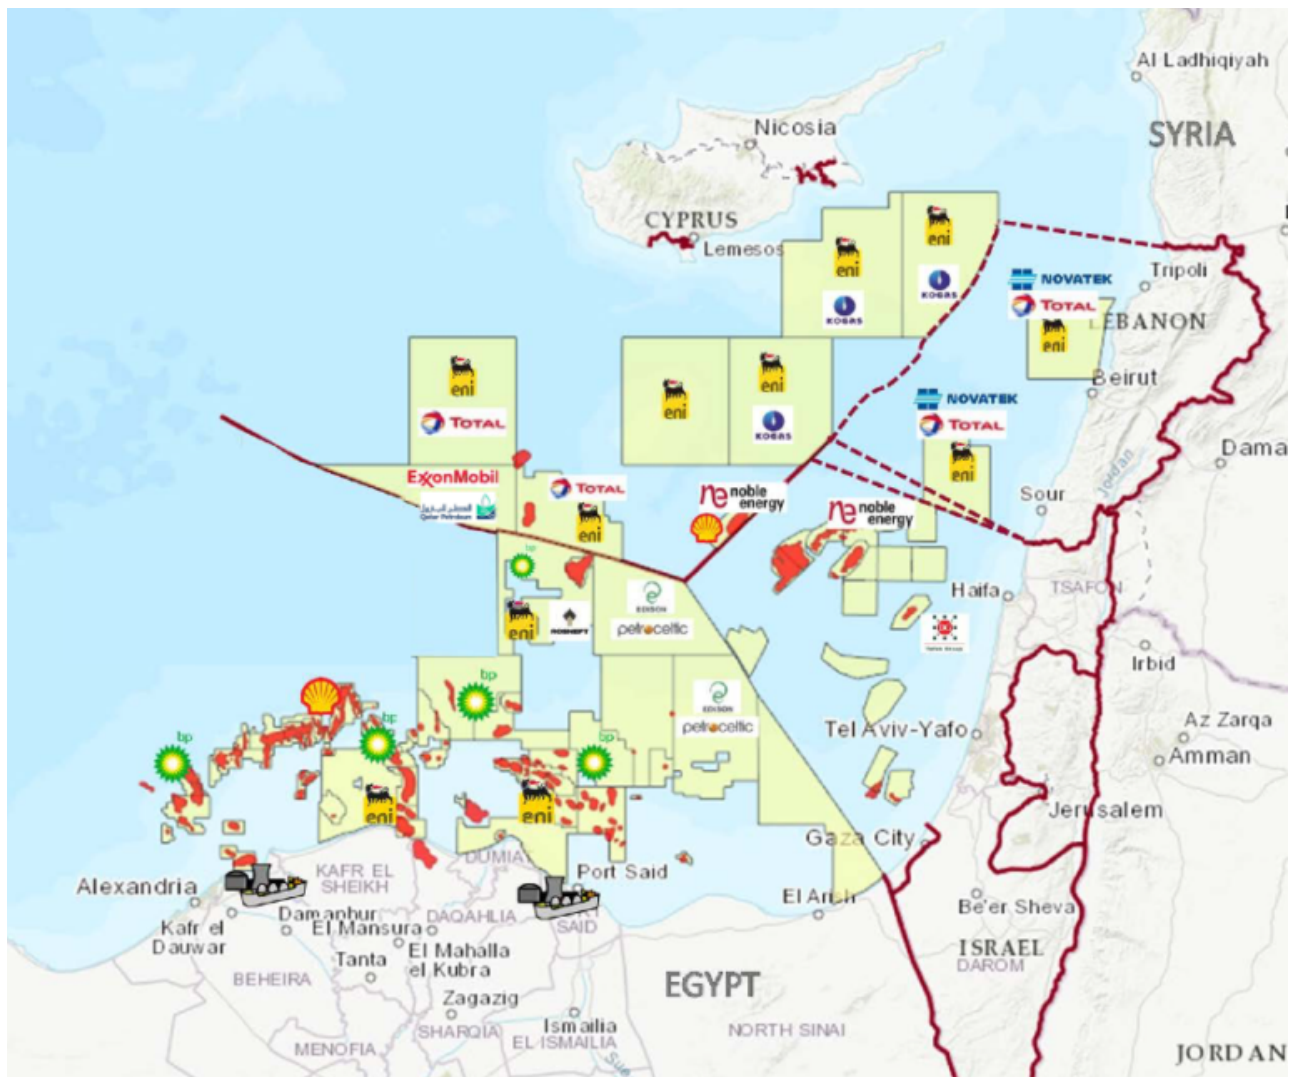 Al Ladhiqiyah
SYRIA
Nicosia
CYPRUS
Lemesos
eni
eni
KOGAS
KOGAS
Tripoli
NOVATEK
TOTAL
LEBANON
eni
Beirut
eni
TOTAL
eni
eni
KOGAS
NOVATEK
TOTAL
eni
Dama
Jordan
ExxonMobil
Qatar Petroleum
TOTAL
eni
noble
energy
noble
energy
Sour
bp
Haifa
TSAFON
EDISON
petroceltic
eni
ROSNEFT
Irbid
bp
EDISON
petroceltic
Tel Aviv-Yafo
Az Zarqa
Amman
bp
bp
bp
eni
eni
Jerusalem
Gaza City
KAFR EL
SHEIKH
DUMIAT
Port Said
Alexandria
El Arish
Be'er Sheva
Kafr el
Dauwar
Damanhur
El Mansura
DAQAHLIA
SAID
El Mahalla
el Kubra
Tanta
BEHEIRA
ISRAEL
DAROM
EGYPT
Zagazig
SHARQIA
Ismailia
EL ISMAILIA
NORTH SINAI
MENOFIA
JORDAN